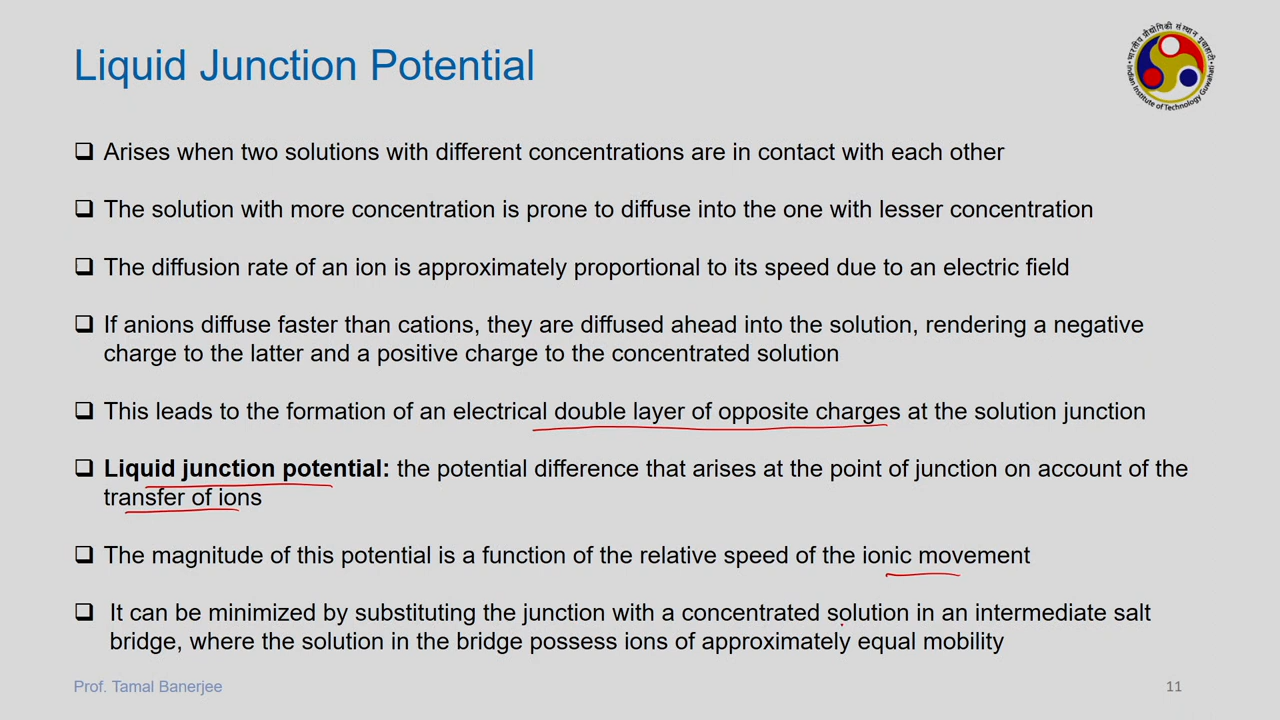 Liquid Junction Potential
भारतीय प्रौद्योगिकी संस्थान गुवाहाटी
Indian Institute of Technology Guwahati
❑ Arises when two solutions with different concentrations are in contact with each other
❑ The solution with more concentration is prone to diffuse into the one with lesser concentration
❑ The diffusion rate of an ion is approximately proportional to its speed due to an electric field
❑ If anions diffuse faster than cations, they are diffused ahead into the solution, rendering a negative
charge to the latter and a positive charge to the concentrated solution
❑ This leads to the formation of an electrical double layer of opposite charges at the solution junction
❑ Liquid junction potential: the potential difference that arises at the point of junction on account of the
transfer of ions
❑ The magnitude of this potential is a function of the relative speed of the ionic movement
❑ It can be minimized by substituting the junction with a concentrated solution in an intermediate salt
bridge, where the solution in the bridge possess ions of approximately equal mobility
Prof. Tamal Banerjee
11